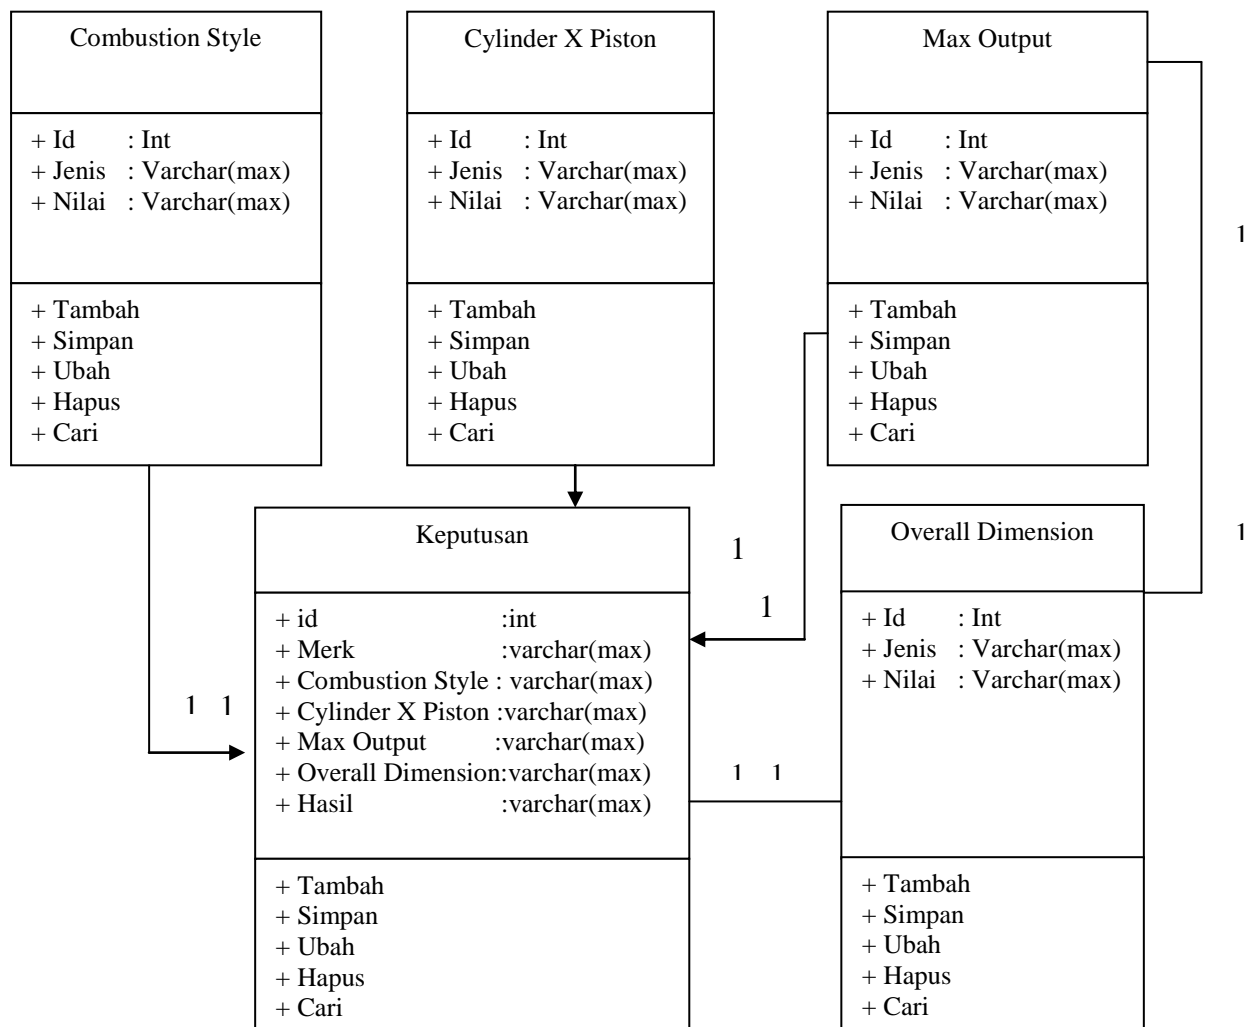 Combustion Style
+ Id : Int
+ Jenis : Varchar(max)
+ Nilai : Varchar(max)
+ Tambah
+ Simpan
+ Ubah
+ Hapus
+ Cari
Cylinder X Piston
+ Id : Int
+ Jenis : Varchar(max)
+ Nilai : Varchar(max)
+ Tambah
+ Simpan
+ Ubah
+ Hapus
+ Cari
Max Output
+ Id : Int
+ Jenis : Varchar(max)
+ Nilai : Varchar(max)
+ Tambah
+ Simpan
+ Ubah
+ Hapus
+ Cari
1
1
Keputusan
+ id :int
+ Merk :varchar(max)
+ Combustion Style : varchar(max)
+ Cylinder X Piston :varchar(max)
+ Max Output :varchar(max)
+ Overall Dimension:varchar(max)
+ Hasil :varchar(max)
+ Tambah
+ Simpan
+ Ubah
+ Hapus
+ Cari
1
1
1 1
1 1
Overall Dimension
+ Id : Int
+ Jenis : Varchar(max)
+ Nilai : Varchar(max)
+ Tambah
+ Simpan
+ Ubah
+ Hapus
+ Cari